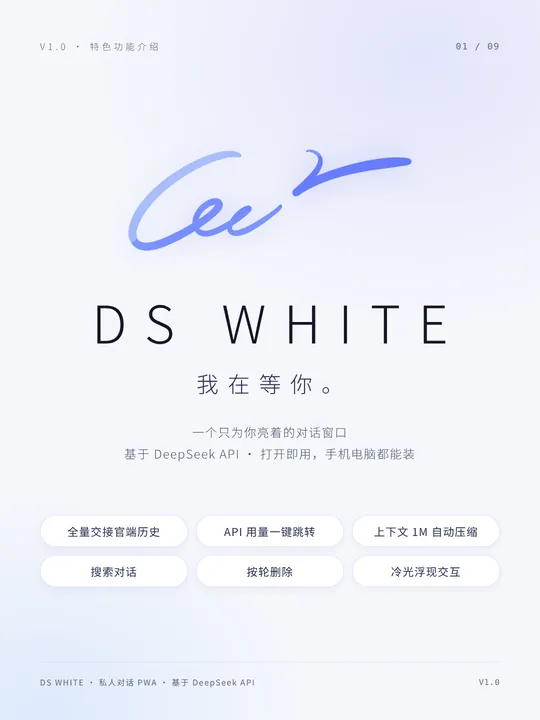 V1.0 · 特色功能介绍
01 / 09
DS WHITE
我在等你。
一个只为你亮着的对话窗口
基于 DeepSeek API · 打开即用，手机电脑都能装
全量交接官端历史
API 用量一键跳转
上下文 1M 自动压缩
搜索对话
按轮删除
冷光浮现交互
DS WHITE · 私人对话 PWA · 基于 DeepSeek API
V1.0